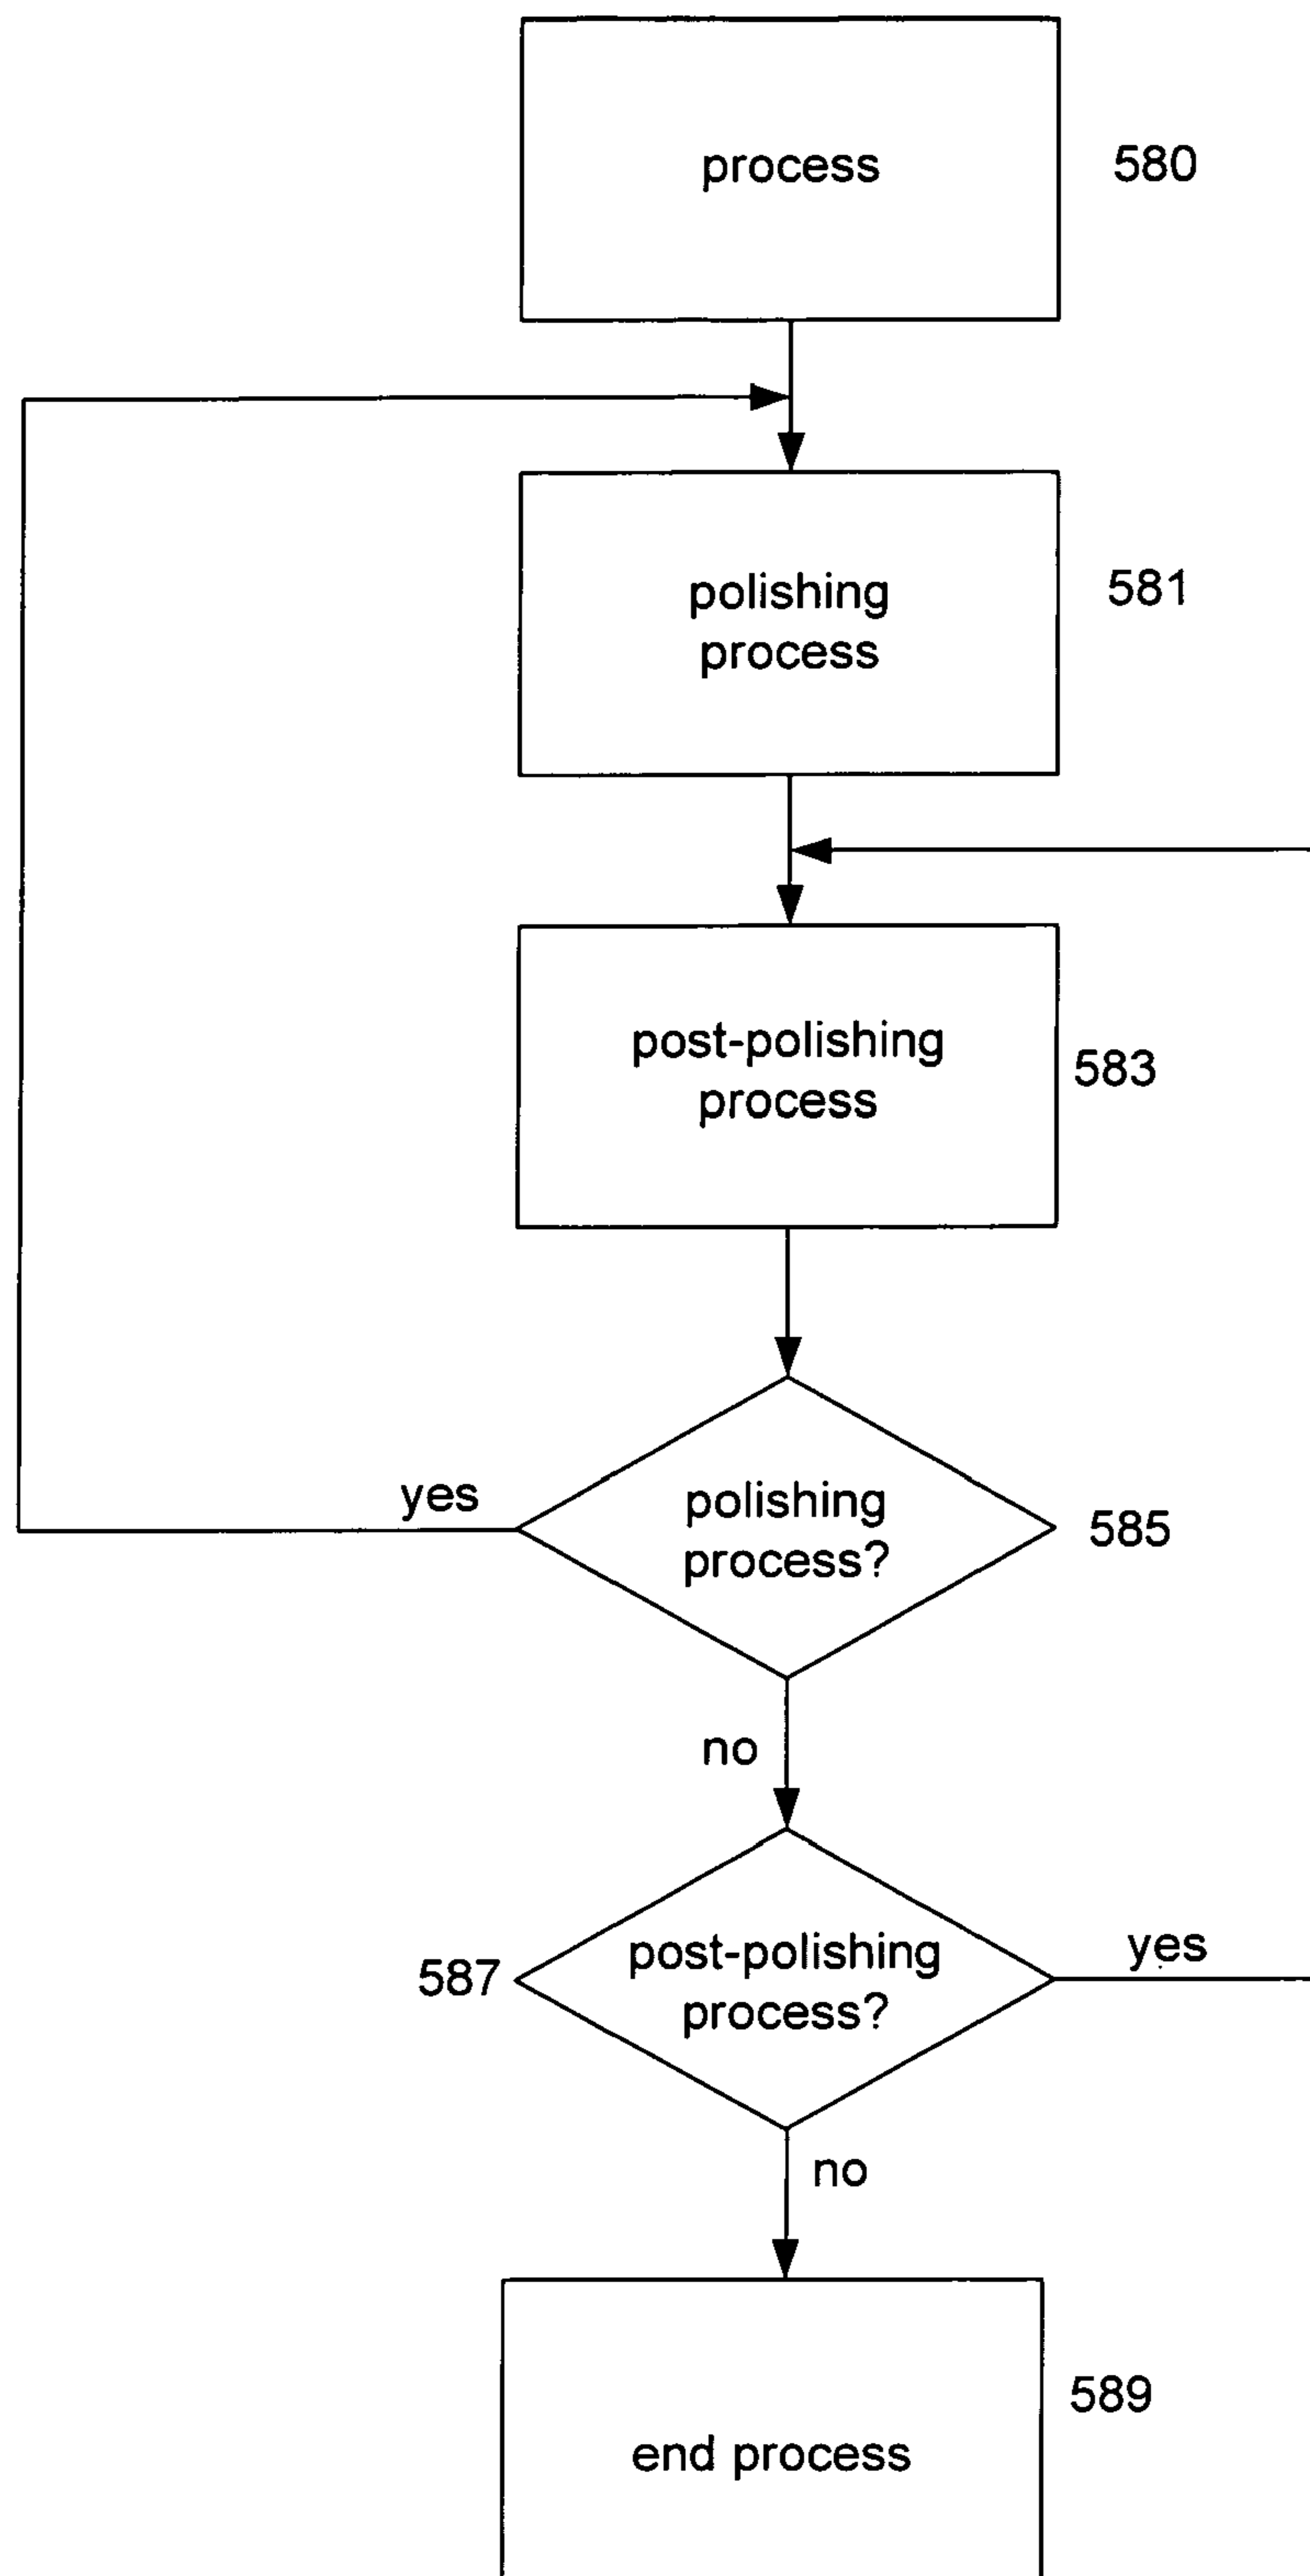 process
580
polishing
process
581
post-polishing
process
583
yes
polishing
process?
585
no
587
post-polishing
process?
yes
no
end process
589